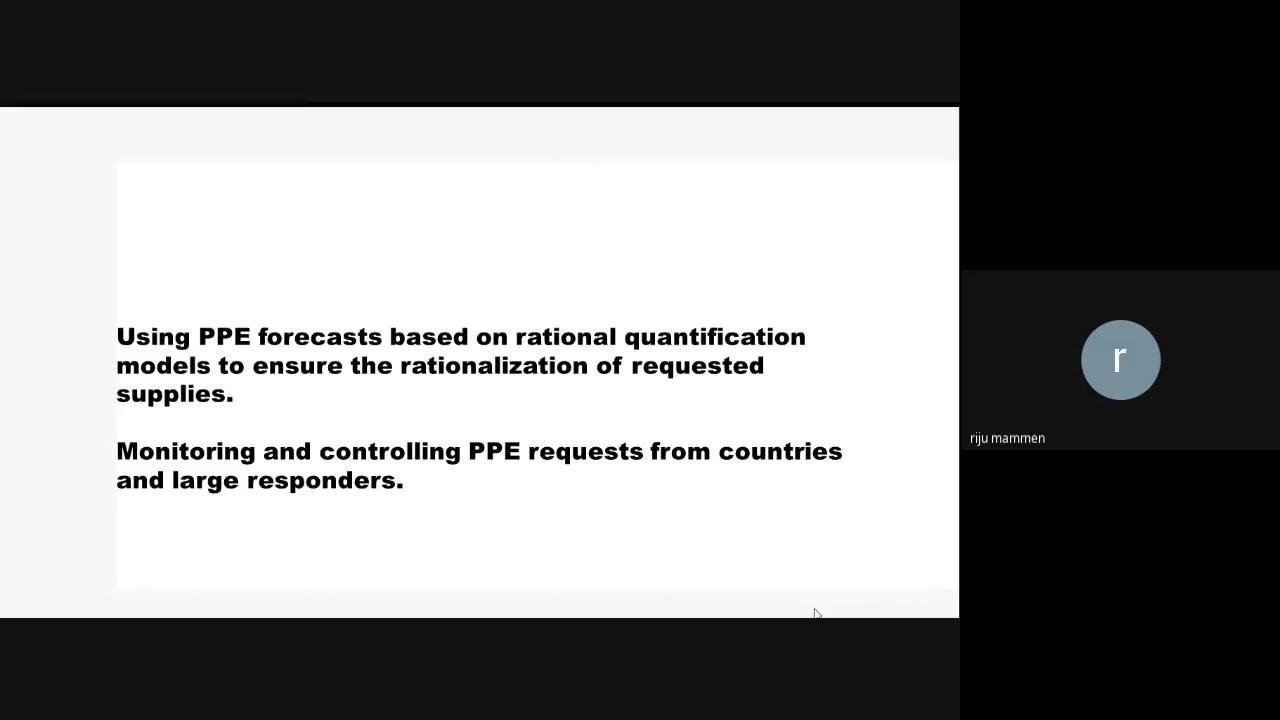 Using PPE forecasts based on rational quantification
models to ensure the rationalization of requested
supplies.
Monitoring and controlling PPE requests from countries
and large responders.
r
riju mammen